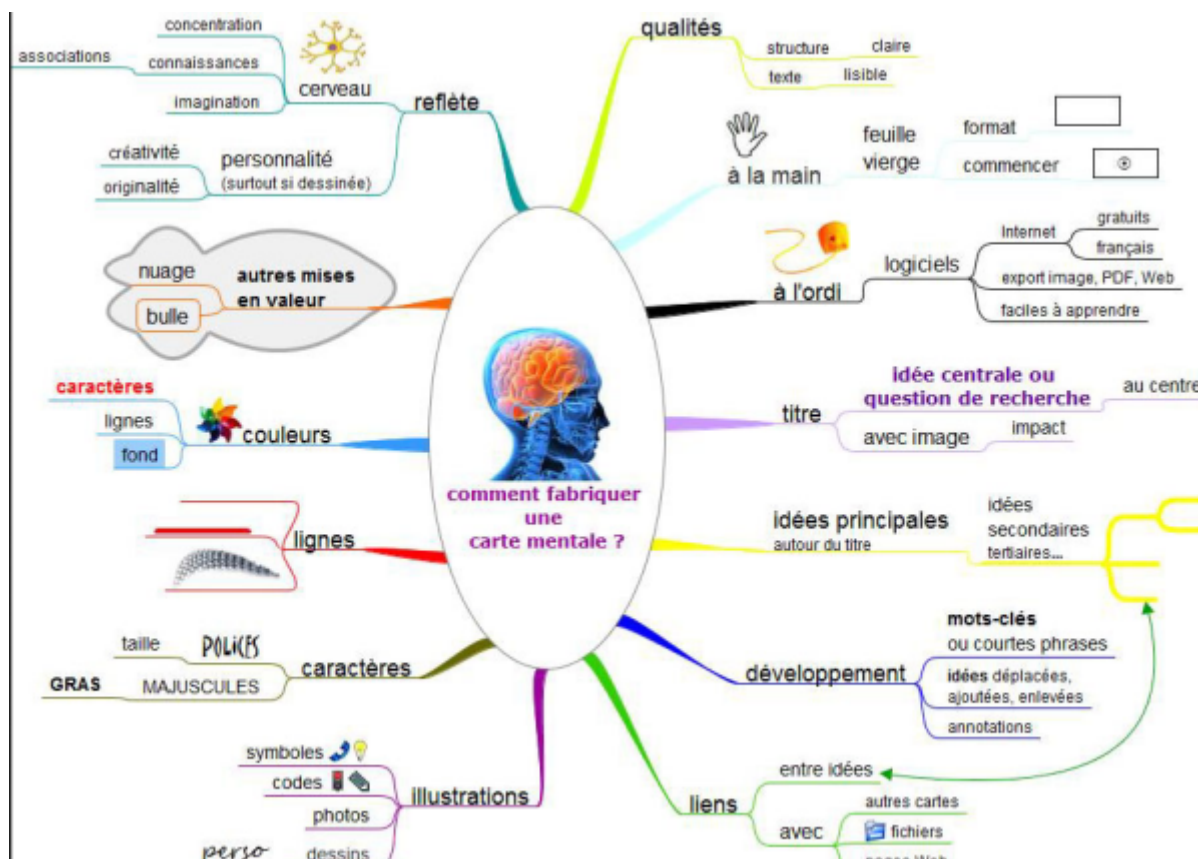 concentration
associations
connaissances
imagination
cerveau
reflète
créativité
originalité
personnalité
(surtout si dessinée)
nuage
bulle
autres mises
en valeur
caractères
lignes
fond
couleurs
lignes
taille
POLICES
GRAS
MAJUSCULES
caractères
symboles
codes
photos
perso
dessins
illustrations
comment fabriquer
une
carte mentale ?
qualités
structure
claire
texte
lisible
à la main
feuille
vierge
format
commencer
à l'ordi
logiciels
Internet
gratuits
français
export image, PDF, Web
faciles à apprendre
titre
idée centrale ou
question de recherche
au centre
avec image
impact
idées principales
autour du titre
idées
secondaires
tertiaires...
développement
mots-clés
ou courtes phrases
idées déplacées,
ajoutées, enlevées
annotations
liens
entre idées
avec
autres cartes
fichiers
pages Web